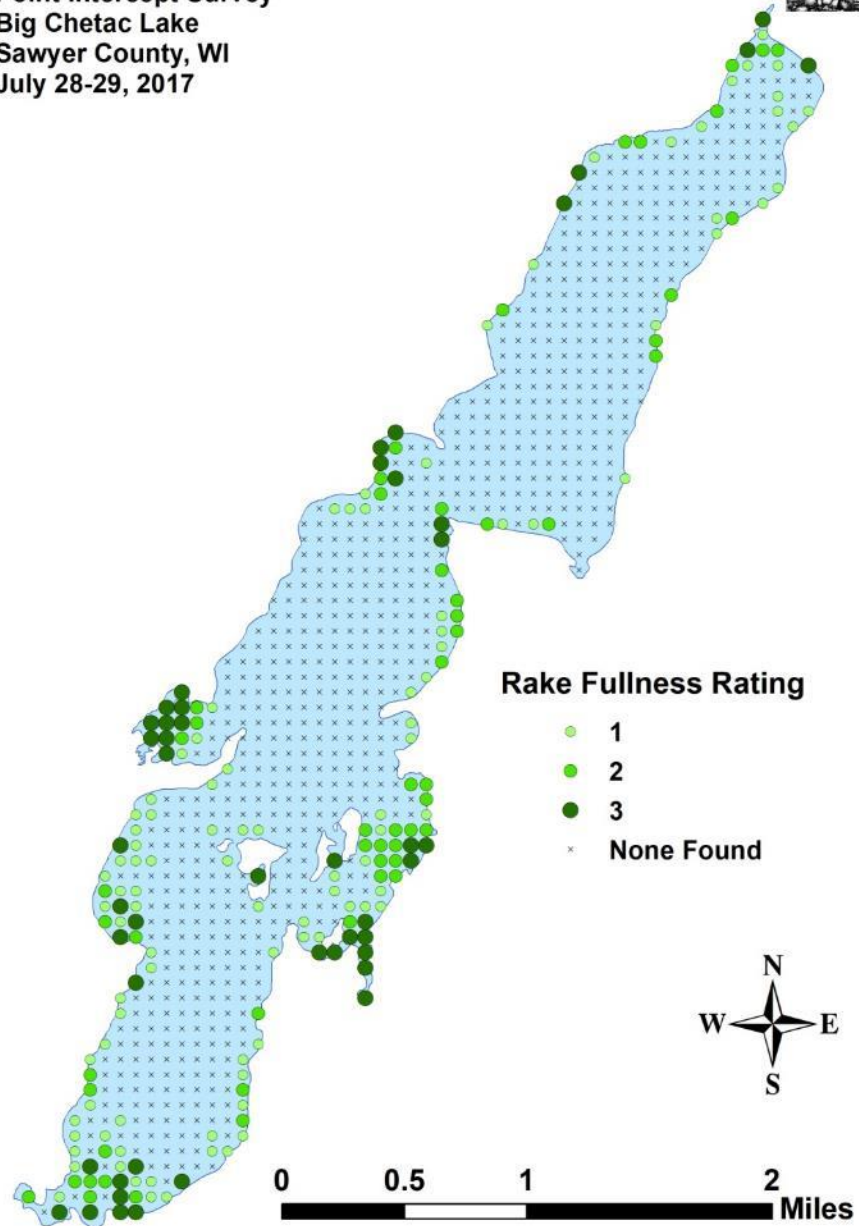 Point Intercept Survey
Big Chetac Lake
Sawyer County, WI
July 28-29, 2017
Rake Fullness Rating
1
2
3
None Found
N
W E
S
0 0.5 1 2
Miles